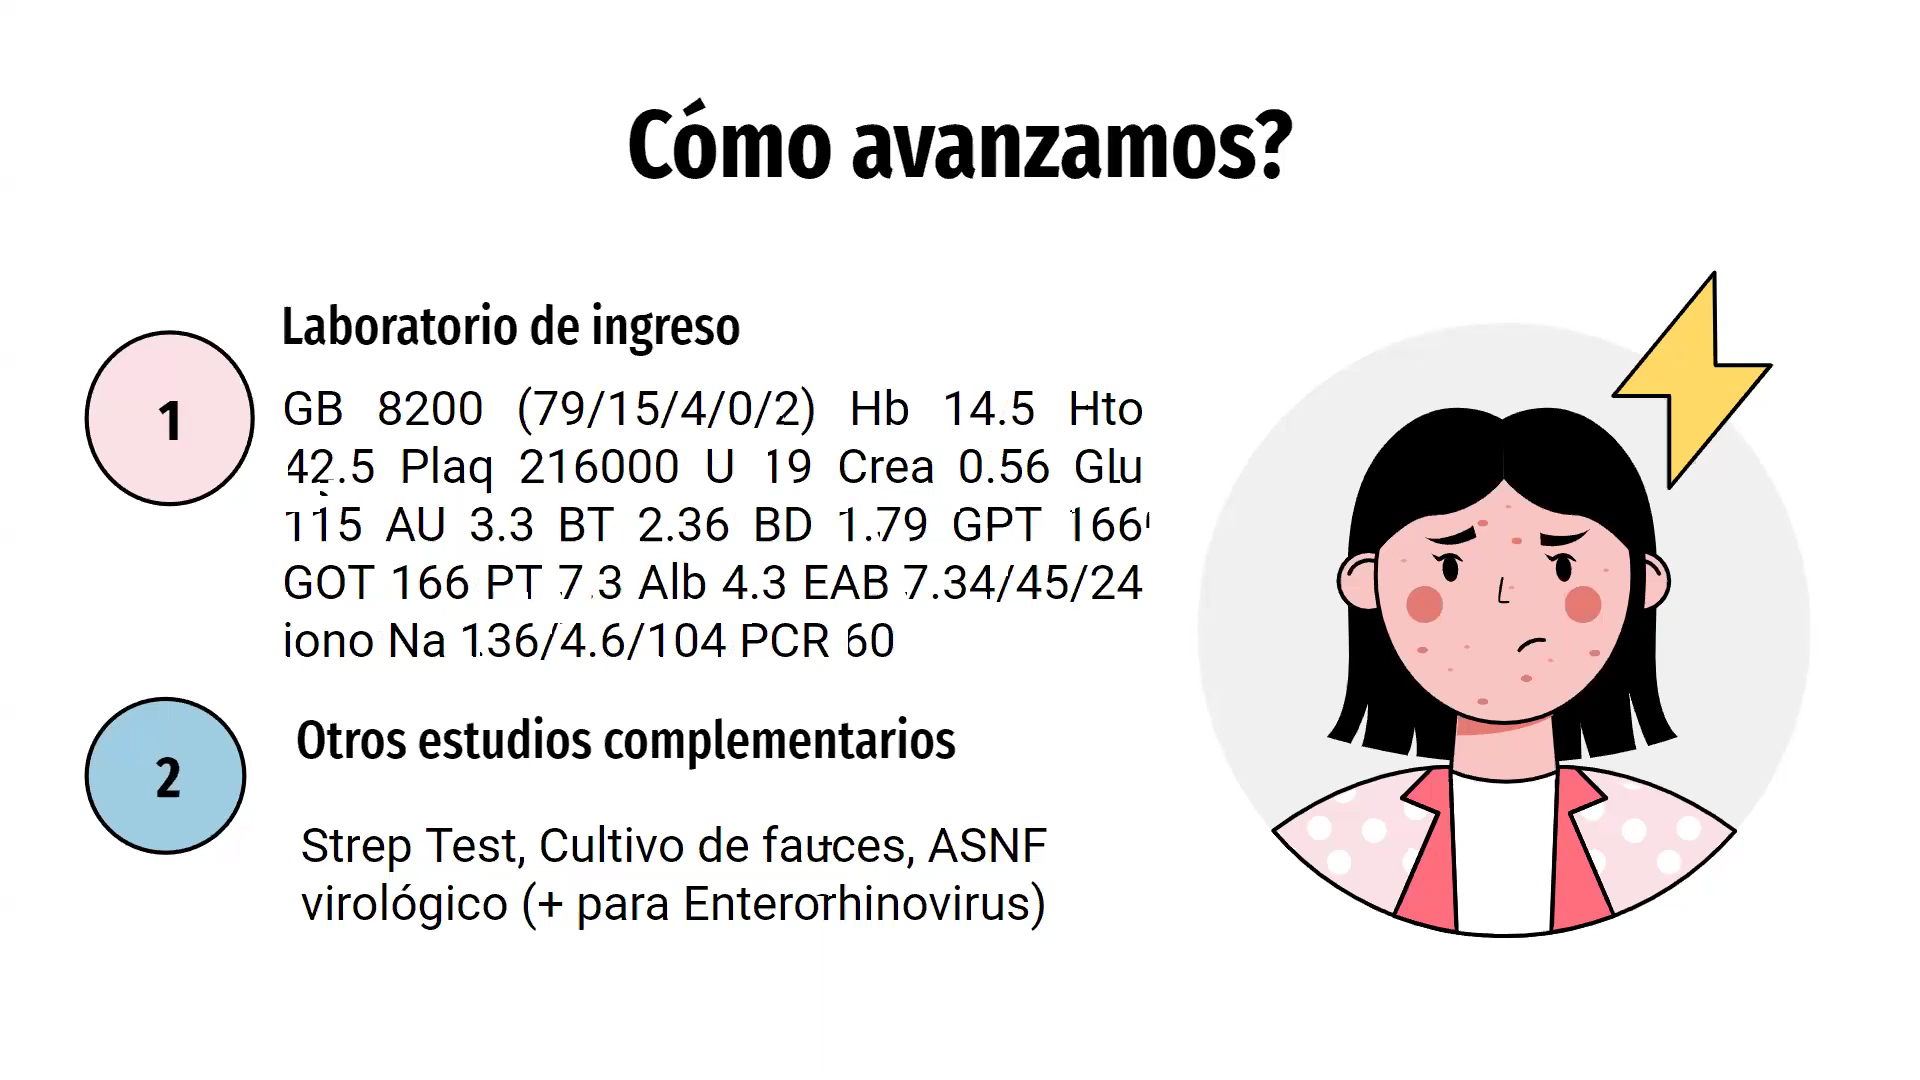 Cómo avanzamos?
1
Laboratorio de ingreso
GB 8200 (79/15/4/0/2) Hb 14.5 Hto
42.5 Plaq 216000 U 19 Crea 0.56 Glu
115 AU 3.3 BT 2.36 BD 1.79 GPT 166
GOT 166 PT 7.3 Alb 4.3 EAB 7.34/45/24
iono Na 136/4.6/104 PCR 60
2
Otros estudios complementarios
Strep Test, Cultivo de fauces, ASNF
virológico (+ para Enterorhinovirus)